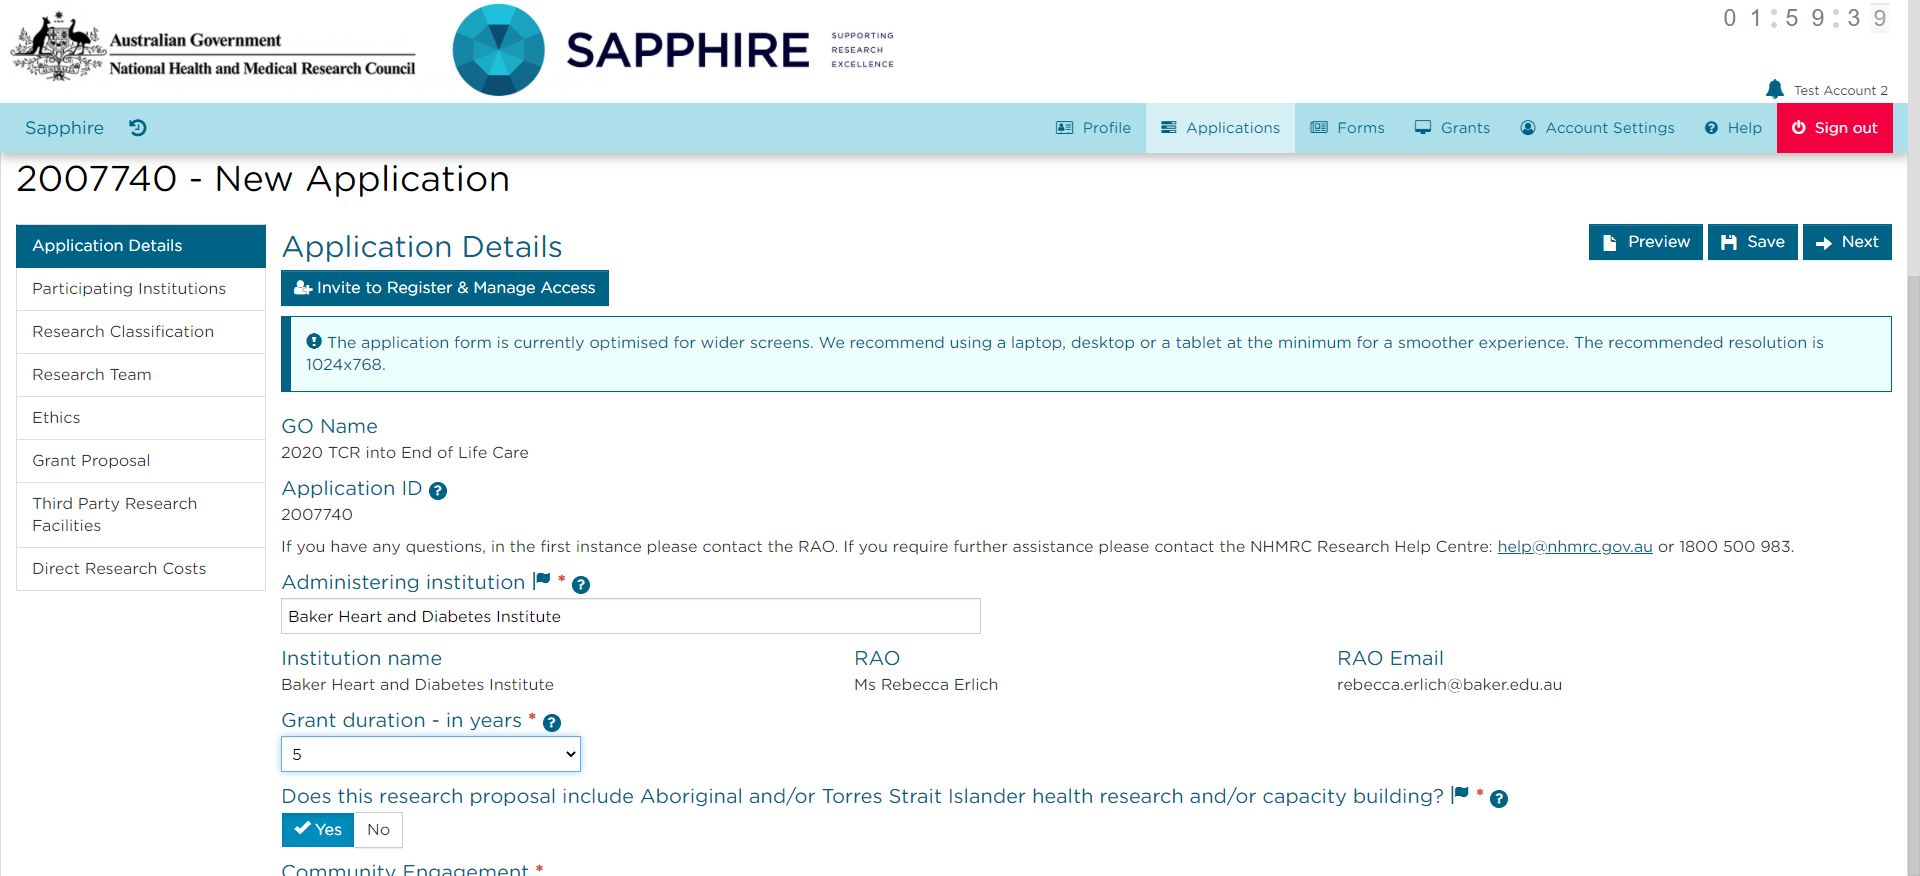 Australian Government
National Health and Medical Research Council
SAPPHIRE
SUPPORTING
RESEARCH
EXCELLENCE
01:59:39
Test Account 2
Sapphire
Profile
Applications
Forms
Grants
Account Settings
Help
Sign out
2007740 - New Application
Application Details
Participating Institutions
Research Classification
Research Team
Ethics
Grant Proposal
Third Party Research
Facilities
Direct Research Costs
Application Details
Preview
Save
Next
Invite to Register & Manage Access
The application form is currently optimised for wider screens. We recommend using a laptop, desktop or a tablet at the minimum for a smoother experience. The recommended resolution is
1024x768.
GO Name
2020 TCR into End of Life Care
Application ID
2007740
If you have any questions, in the first instance please contact the RAO. If you require further assistance please contact the NHMRC Research Help Centre: help@nhmrc.gov.au or 1800 500 983.
Administering institution *
Baker Heart and Diabetes Institute
Institution name
Baker Heart and Diabetes Institute
RAO
Ms Rebecca Erlich
RAO Email
rebecca.erlich@baker.edu.au
Grant duration - in years *
5
Does this research proposal include Aboriginal and/or Torres Strait Islander health research and/or capacity building? *
Yes
No
Community Engagement *